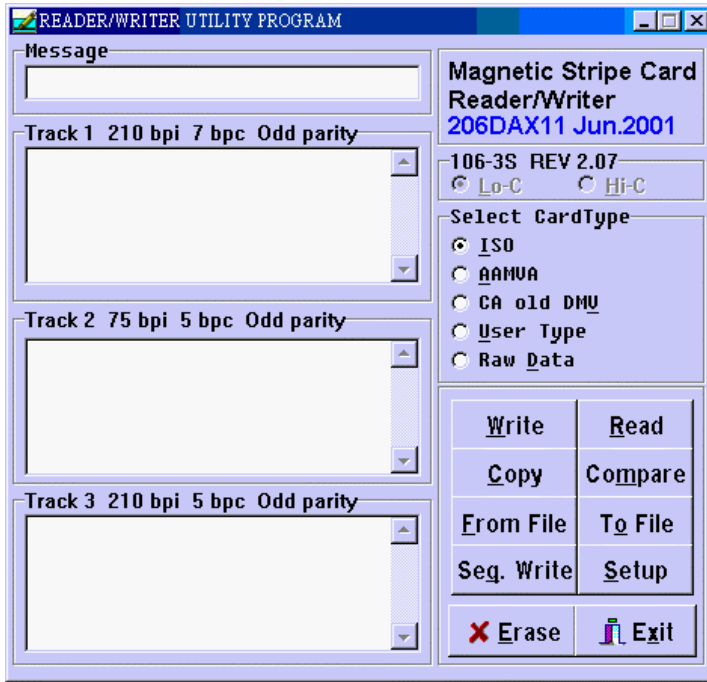 READER/WRITER UTILITY PROGRAM
Message
Track 1 210 bpi 7 bpc Odd parity
Track 2 75 bpi 5 bpc Odd parity
Track 3 210 bpi 5 bpc Odd parity
Magnetic Stripe Card
Reader/Writer
206DAX11 Jun.2001
106-3S REV 2.07
Lo-C Hi-C
Select CardType
ISO
AAMVA
CA old DMV
User Type
Raw Data
Write Read
Copy Compare
From File To File
Seq. Write Setup
Erase Exit